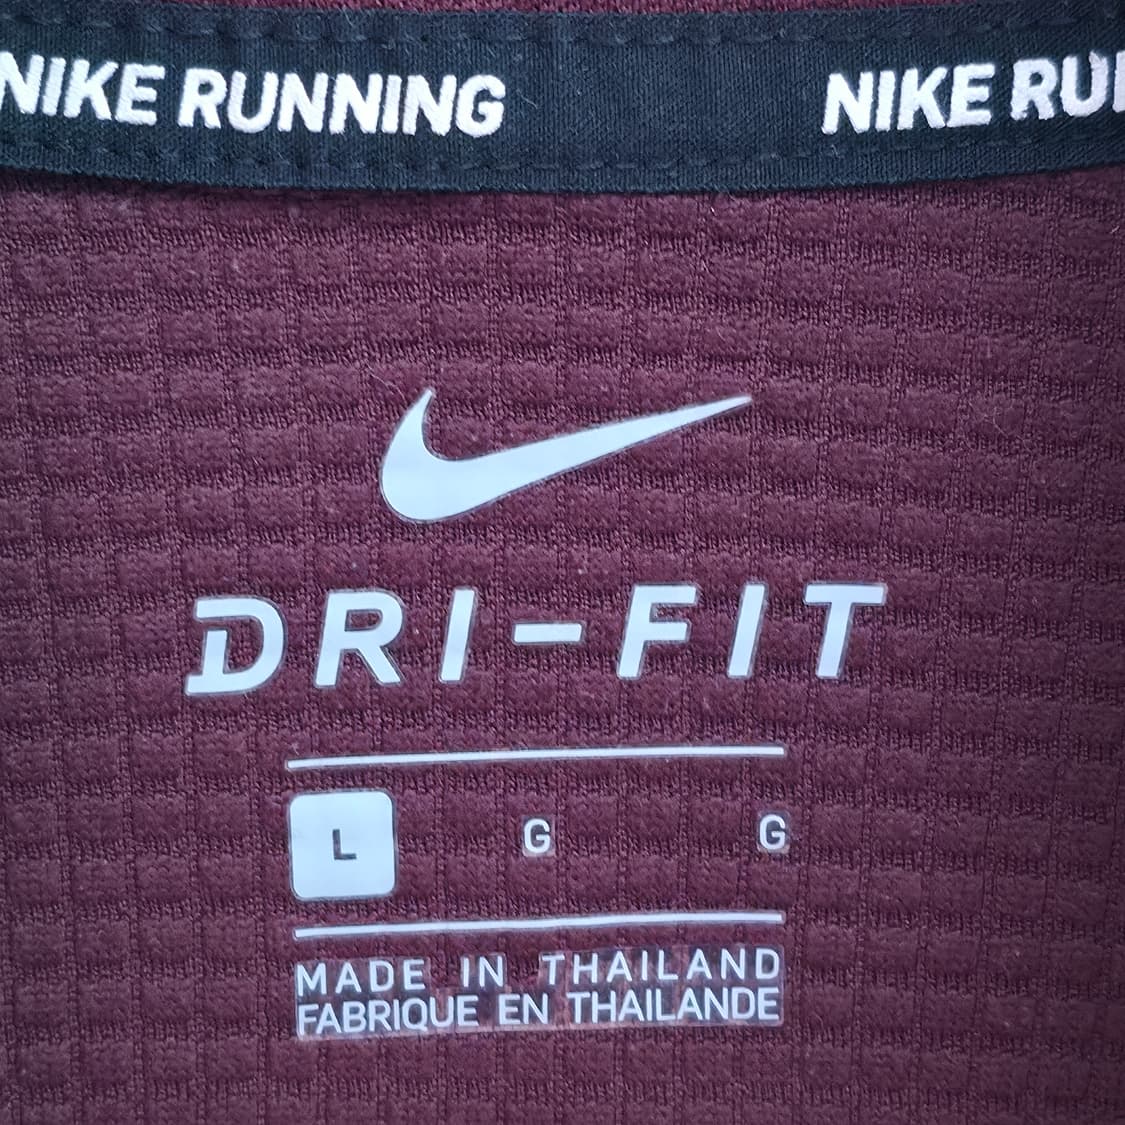 NIKE RUNNING NIKE RU
DRI-FIT
L G G
MADE IN THAILAND
FABRIQUE EN THAILANDE